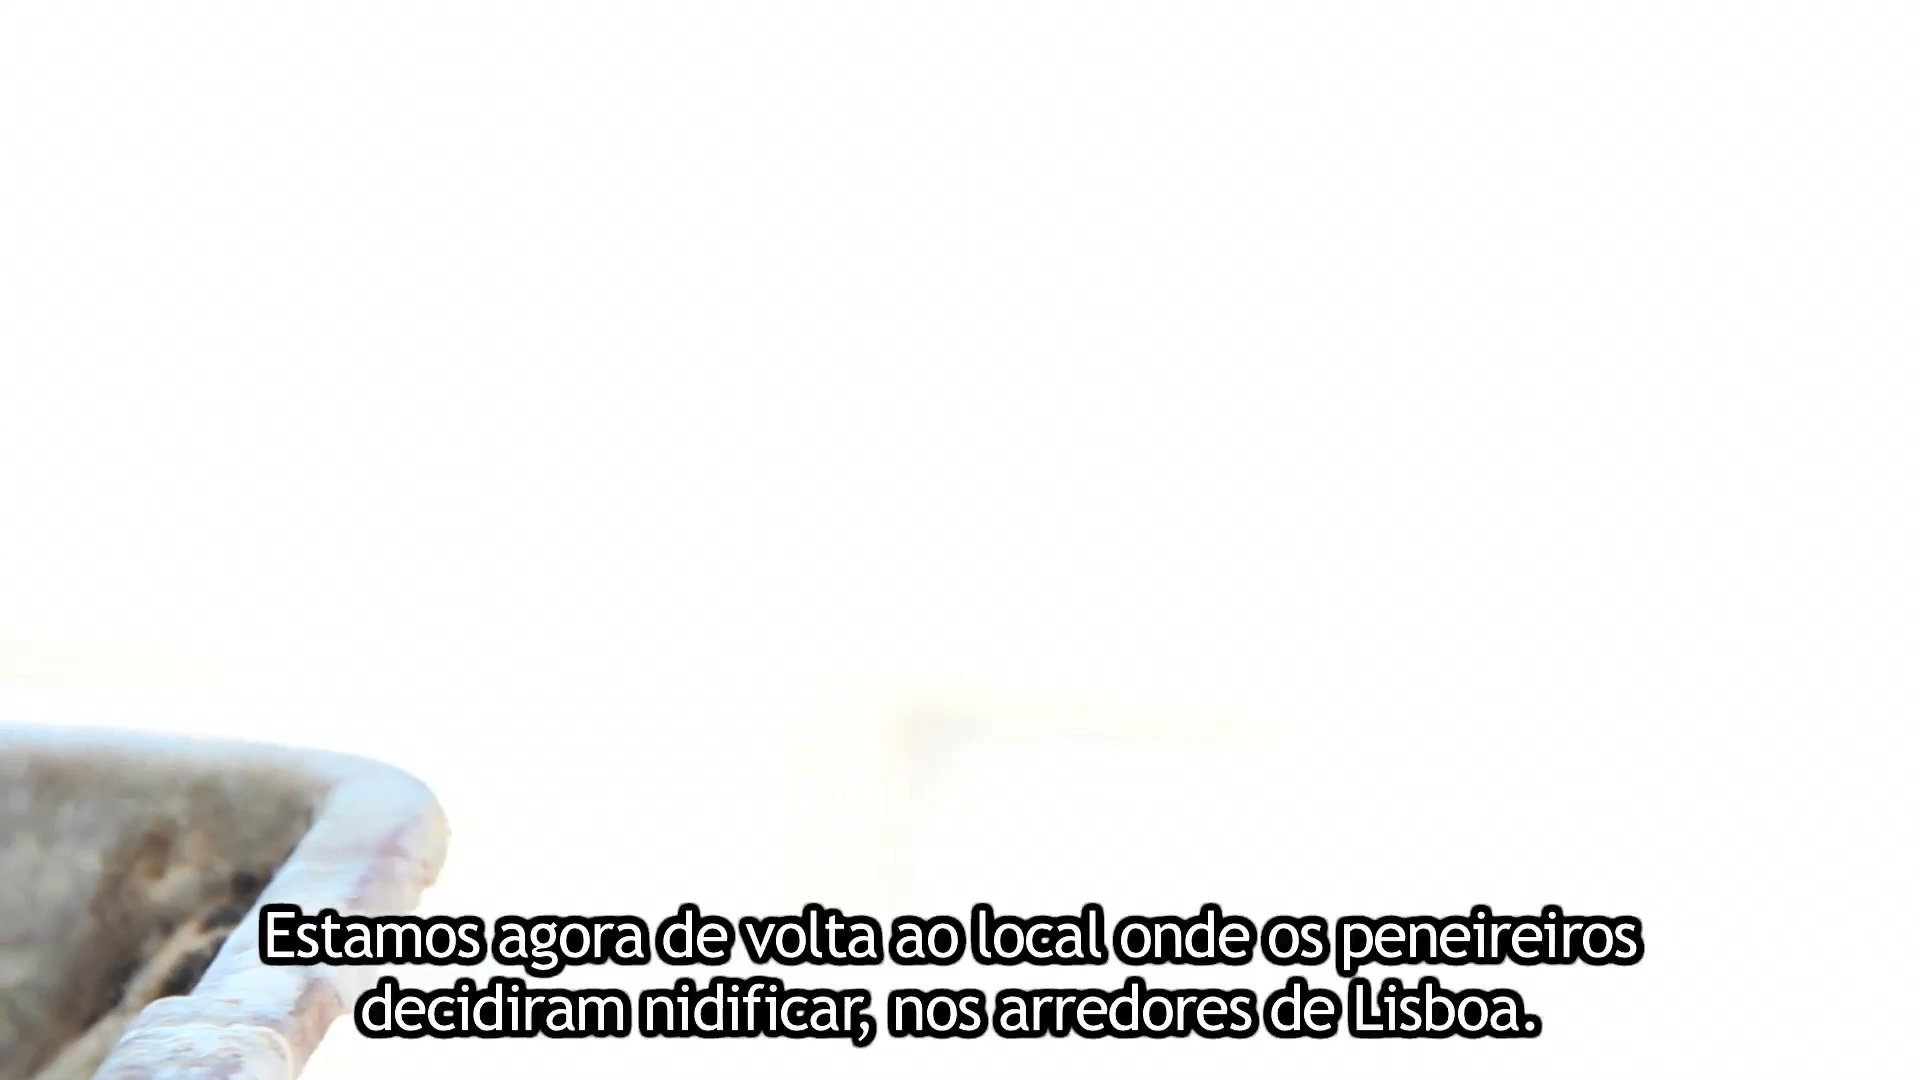 Estamos agora de volta ao local onde os peneireiros
decidiram nidificar, nos arredores de Lisboa.